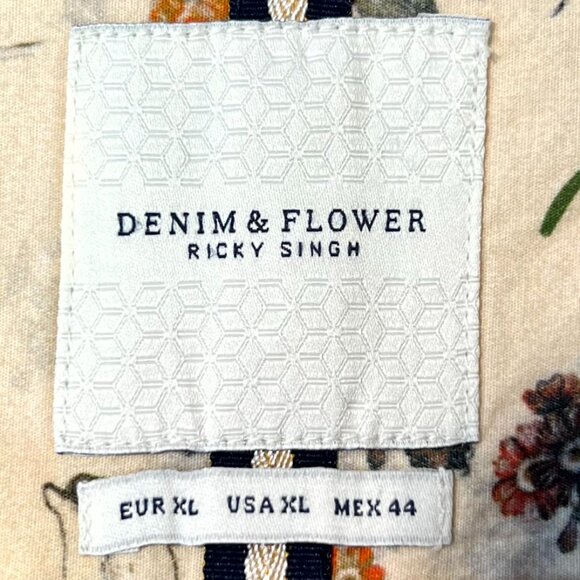 DENIM & FLOWER
RICKY SINGH
EUR XL USA XL MEX 44